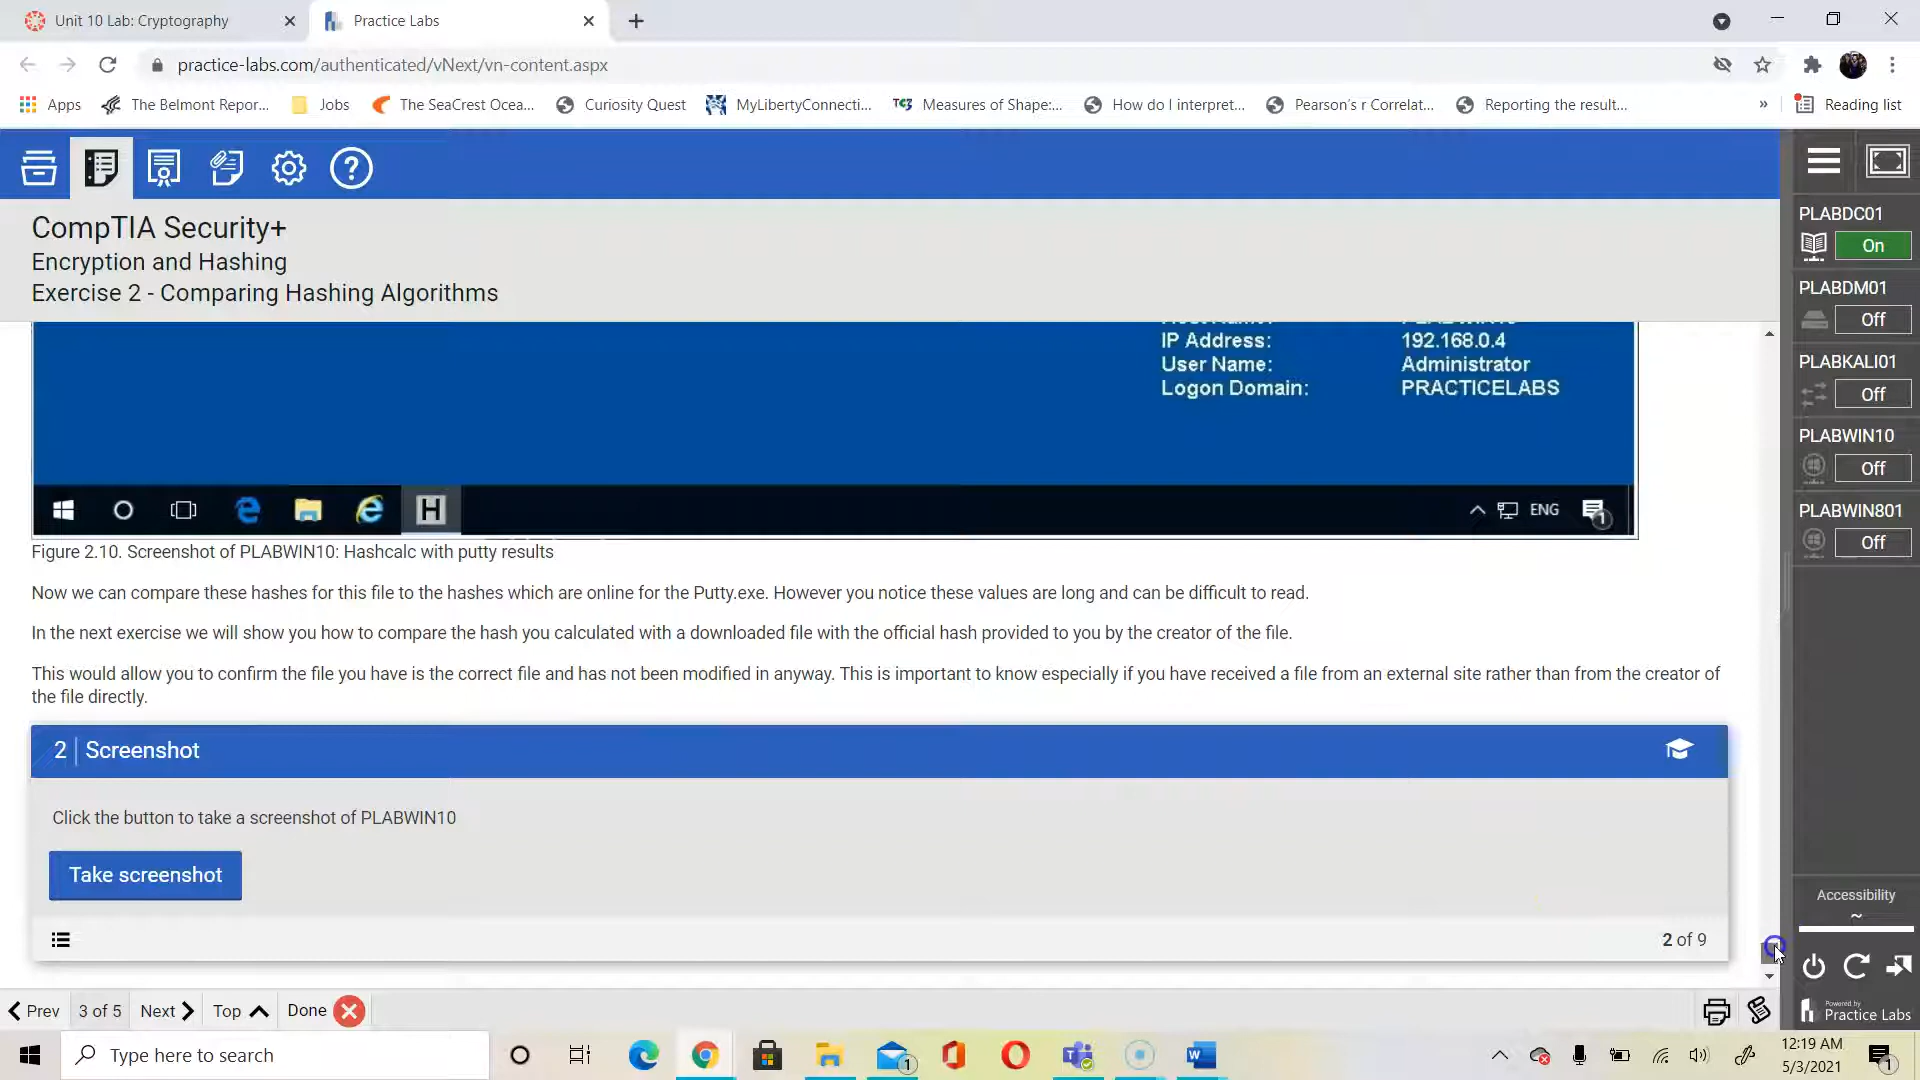 Unit 10 Lab: Cryptography
Practice Labs
practice-labs.com/authenticated/vNext/vn-content.aspx
Apps
The Belmont Repor...
Jobs
The SeaCrest Ocea...
Curiosity Quest
MyLibertyConnecti...
Measures of Shape:...
How do I interpret...
Pearson's r Correlat...
Reporting the result...
»
Reading list
CompTIA Security+
Encryption and Hashing
Exercise 2 - Comparing Hashing Algorithms
IP Address: 192.168.0.4
User Name: Administrator
Logon Domain: PRACTICELABS
H
ENG
1
Figure 2.10. Screenshot of PLABWIN10: Hashcalc with putty results
Now we can compare these hashes for this file to the hashes which are online for the Putty.exe. However you notice these values are long and can be difficult to read.
In the next exercise we will show you how to compare the hash you calculated with a downloaded file with the official hash provided to you by the creator of the file.
This would allow you to confirm the file you have is the correct file and has not been modified in anyway. This is important to know especially if you have received a file from an external site rather than from the creator of
the file directly.
2 | Screenshot
Click the button to take a screenshot of PLABWIN10
Take screenshot
2 of 9
Prev
3 of 5
Next
Top
Done
PLABDC01
On
PLABDM01
Off
PLABKALI01
Off
PLABWIN10
Off
PLABWIN801
Off
Accessibility
~
Powered by
Practice Labs
Type here to search
1
12:19 AM
5/3/2021
1